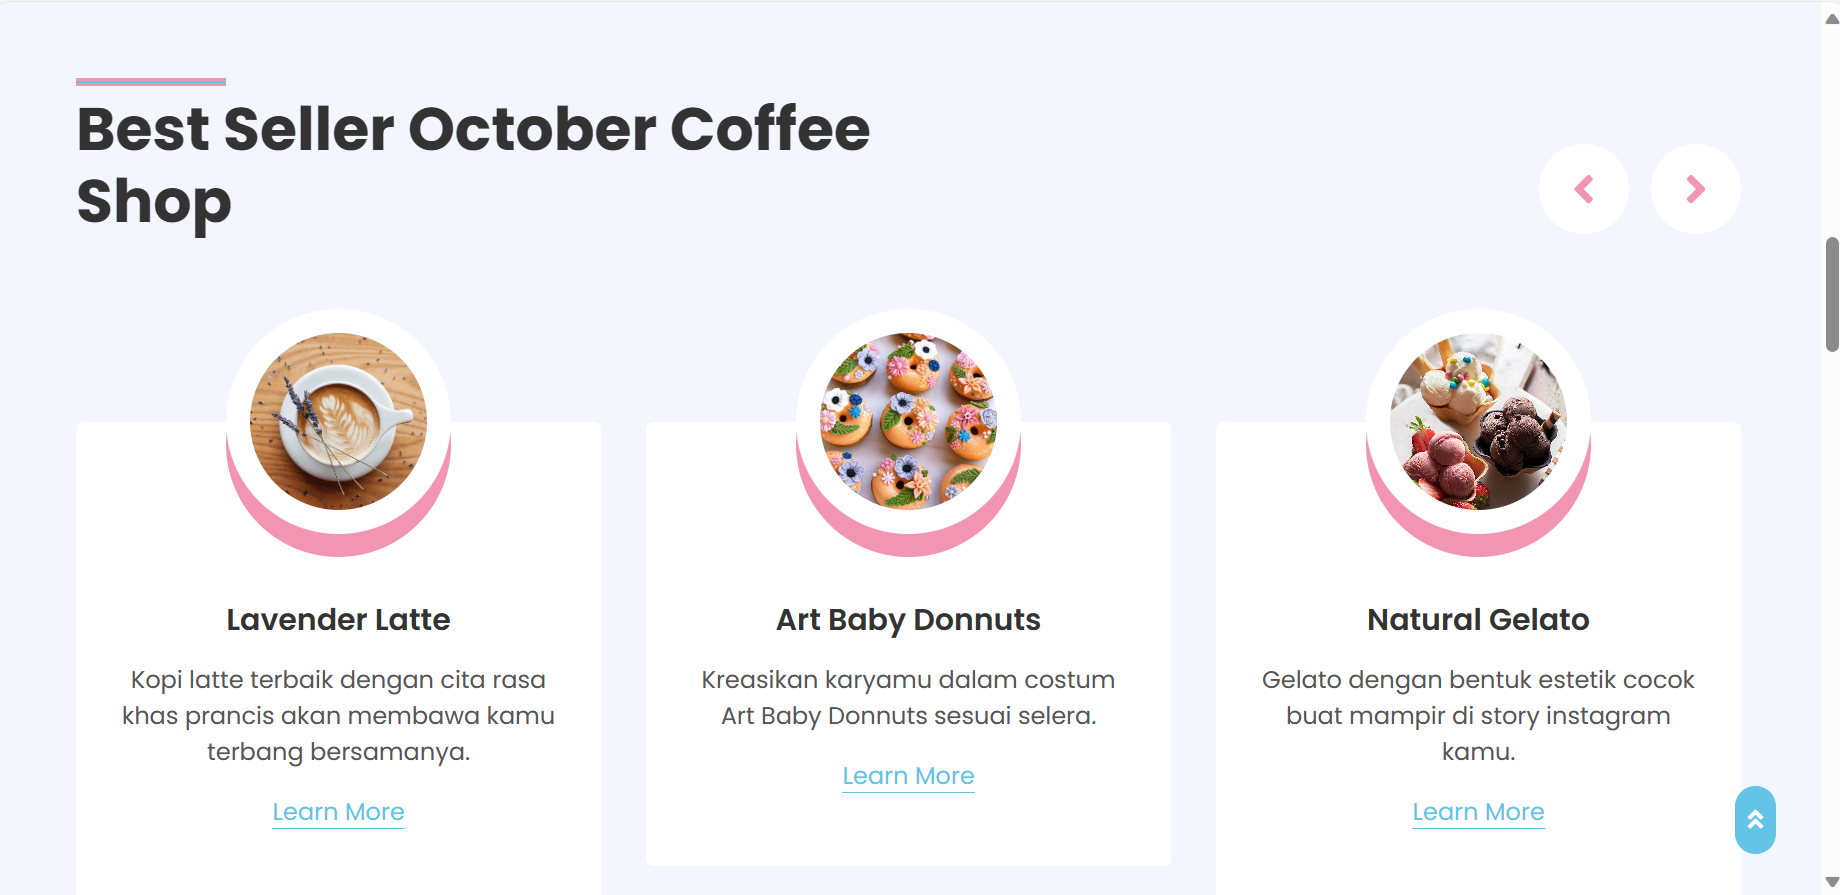 Best Seller October Coffee
Shop
Lavender Latte
Kopi latte terbaik dengan cita rasa
khas prancis akan membawa kamu
terbang bersamanya.
Learn More
Art Baby Donnuts
Kreasikan karyamu dalam costum
Art Baby Donnuts sesuai selera.
Learn More
Natural Gelato
Gelato dengan bentuk estetik cocok
buat mampir di story instagram
kamu.
Learn More